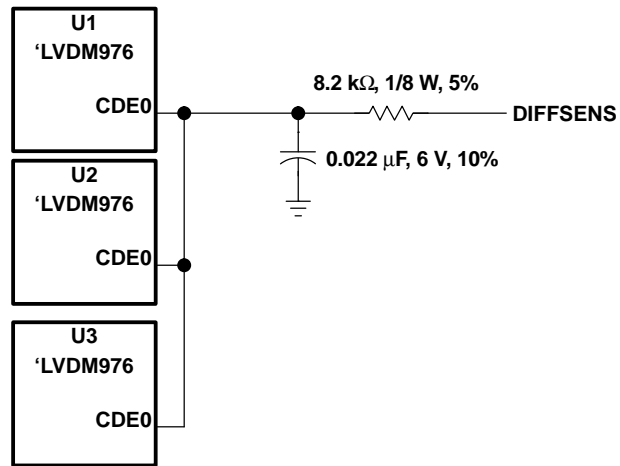 U1
‘LVDM976
CDE0
8.2 kΩ, 1/8 W, 5%
DIFFSENS
0.022 µF, 6 V, 10%
U2
‘LVDM976
CDE0
U3
‘LVDM976
CDE0